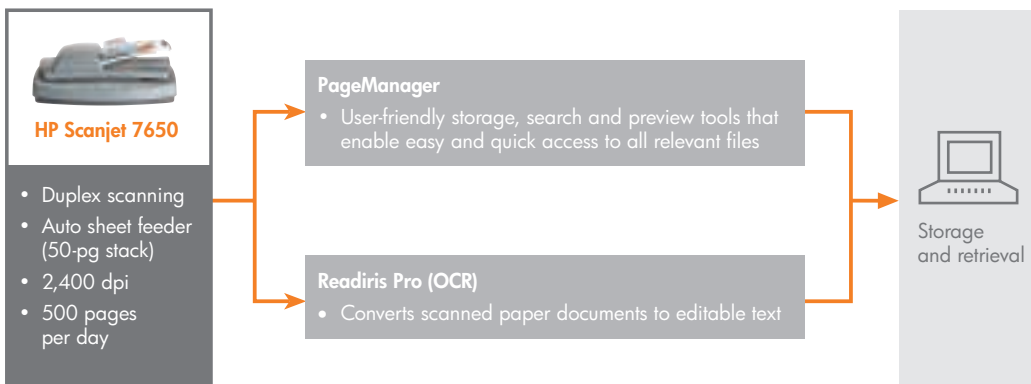 HP Scanjet 7650
• Duplex scanning
• Auto sheet feeder
(50-pg stack)
• 2,400 dpi
• 500 pages
per day
PageManager
• User-friendly storage, search and preview tools that
enable easy and quick access to all relevant files
Readiris Pro (OCR)
• Converts scanned paper documents to editable text
Storage
and retrieval